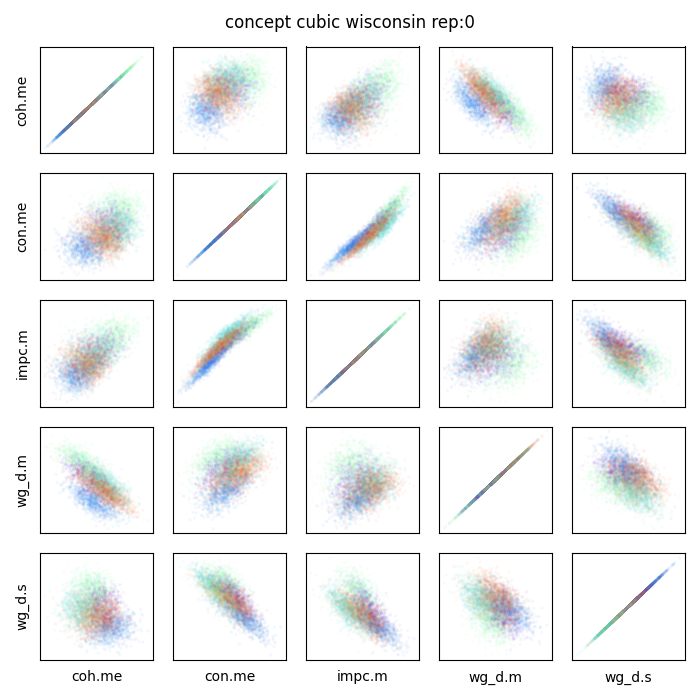 concept cubic wisconsin rep:0
coh.me
con.me
impc.m
wg_d.m
wg_d.s
coh.me
con.me
impc.m
wg_d.m
wg_d.s